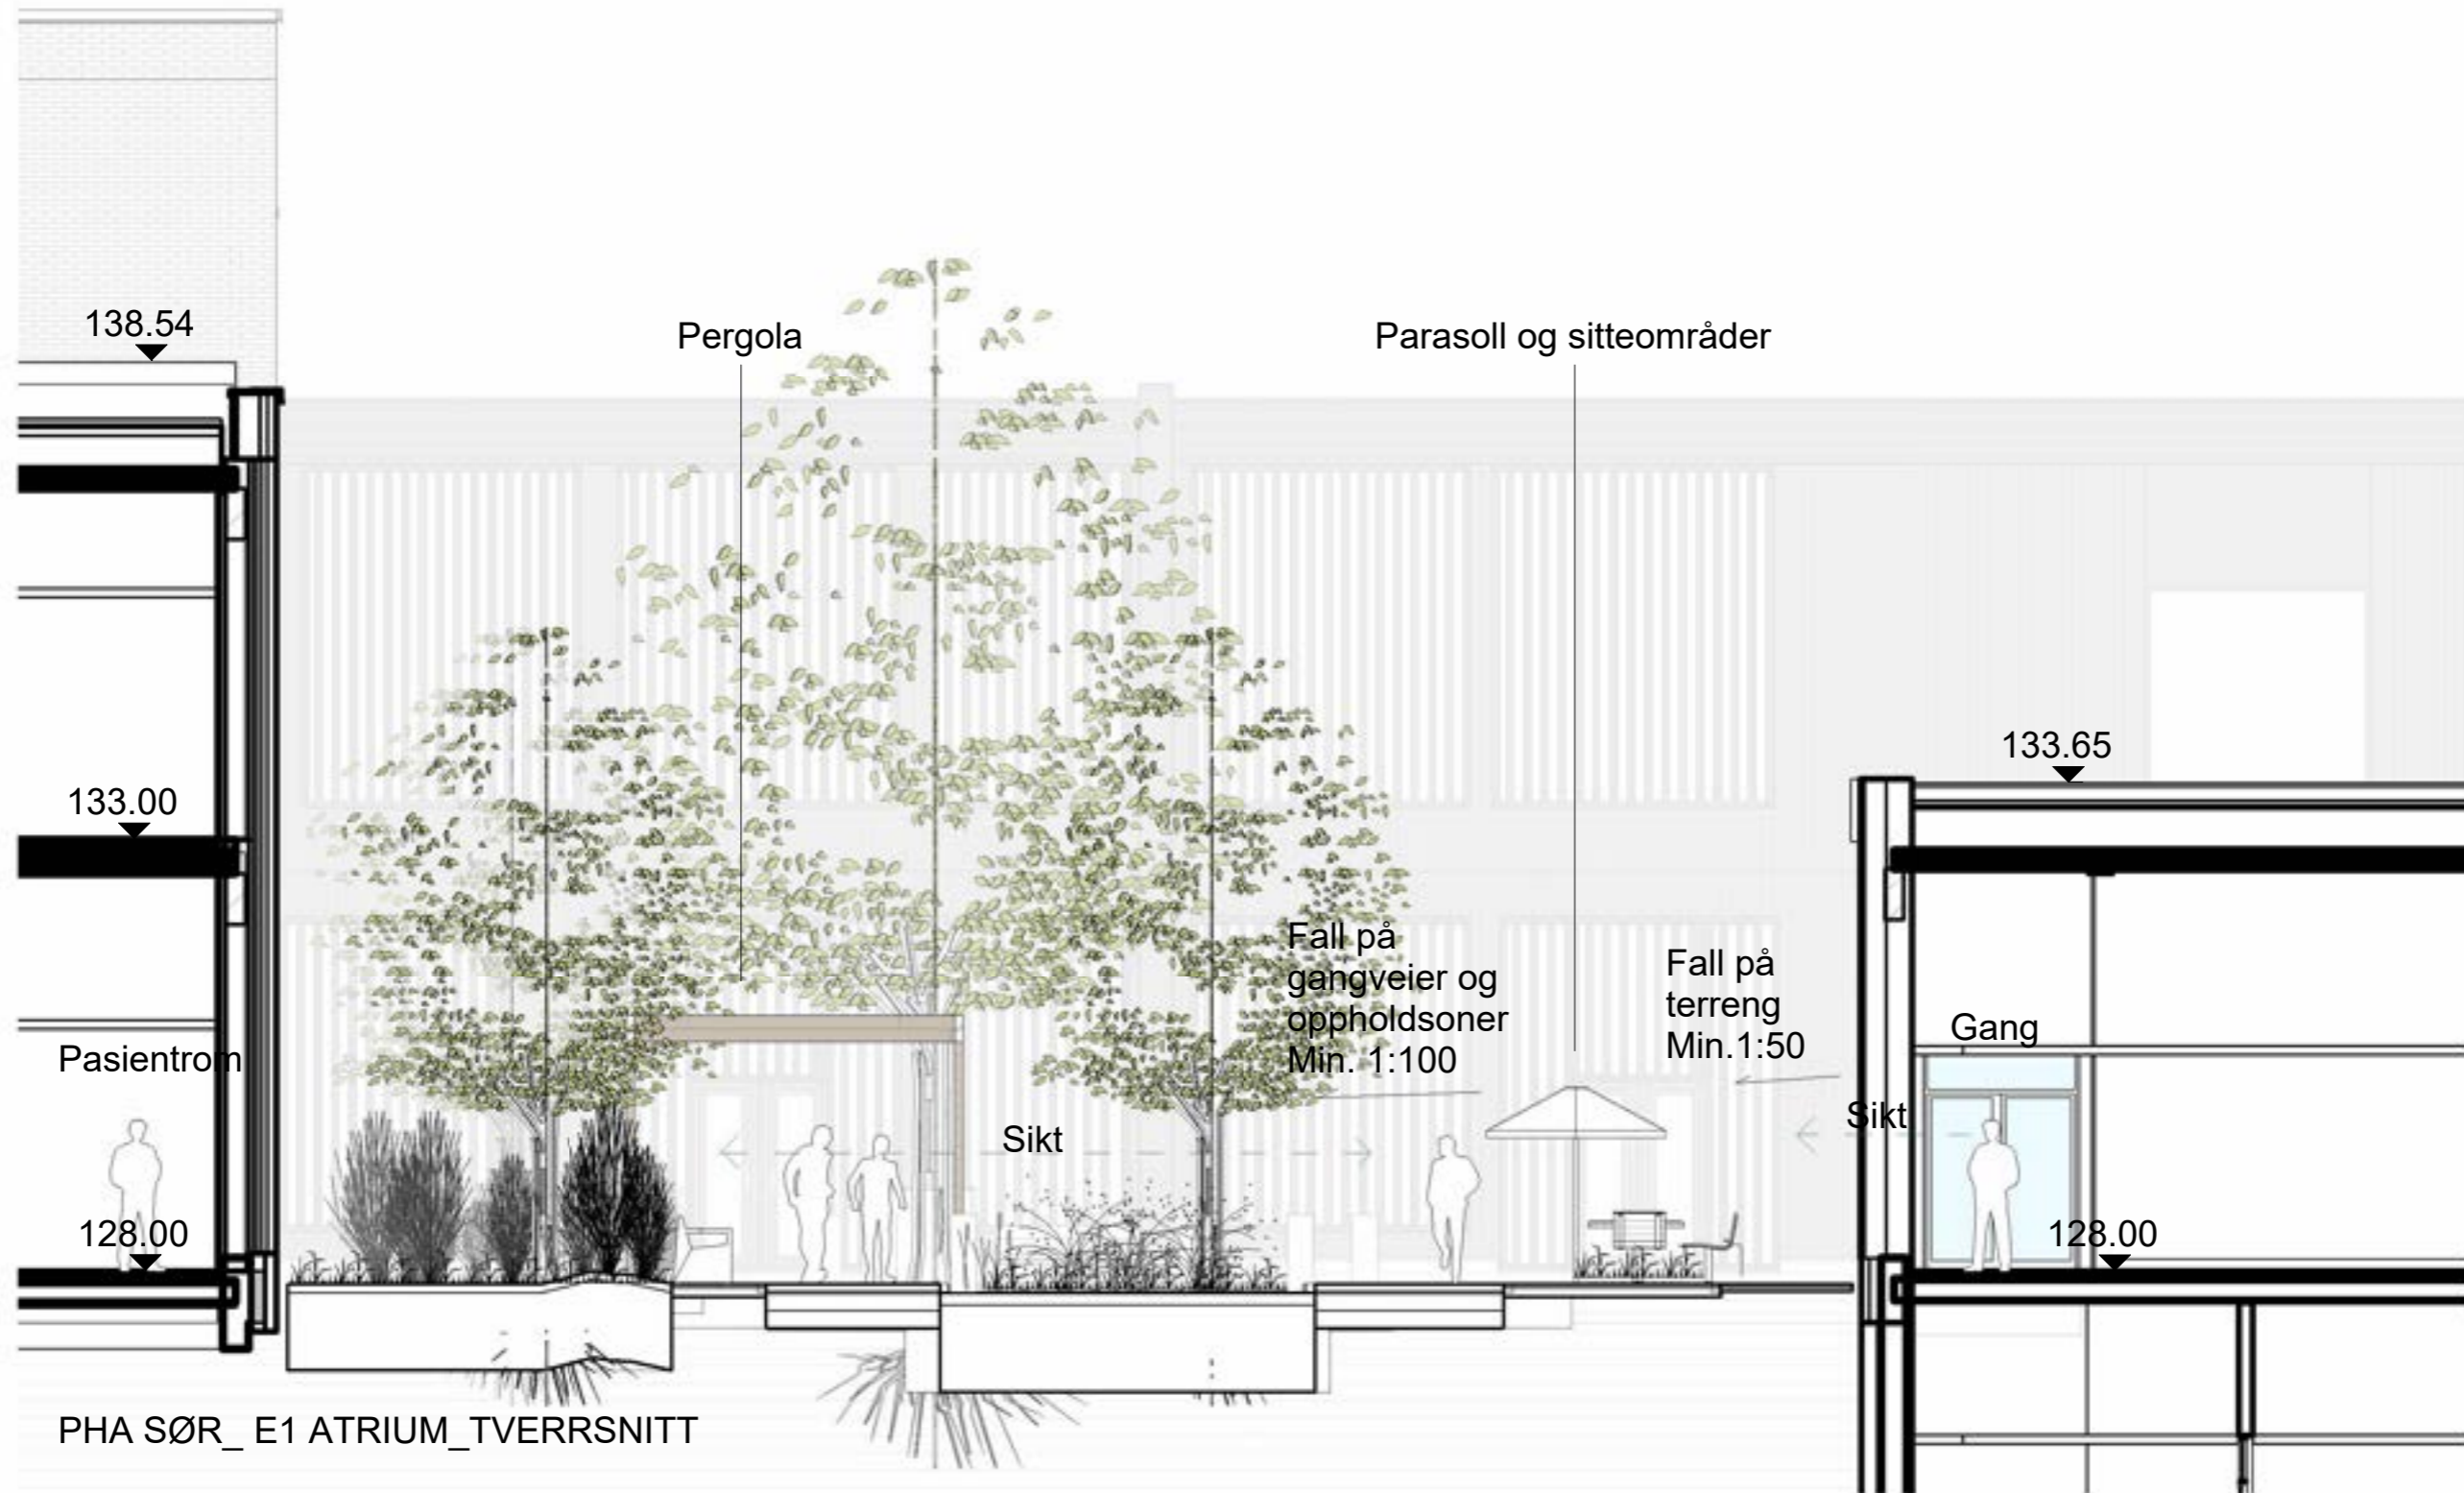 138.54
Pergola
Parasoll og sitteområder
133.65
133.00
Fall på
gangveier og
oppholdsoner
Min. 1:100
Fall på
terreng
Min.1:50
Gang
Pasientrom
Sikt
Sikt
128.00
128.00
PHA SØR_ E1 ATRIUM_TVERRSNITT